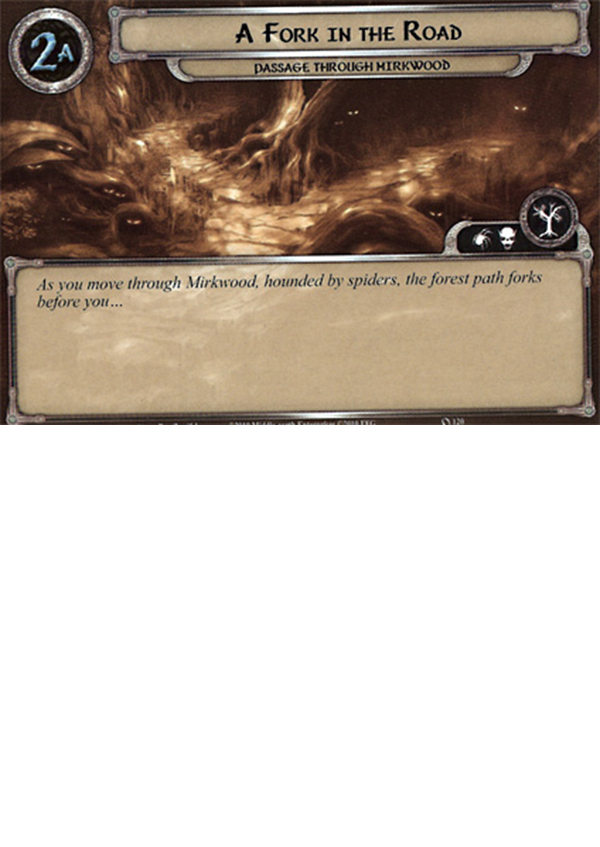 2A
A FORK IN THE ROAD
PASSAGE THROUGH MIRKWOOD
As you move through Mirkwood, hounded by spiders, the forest path forks
before you…
120